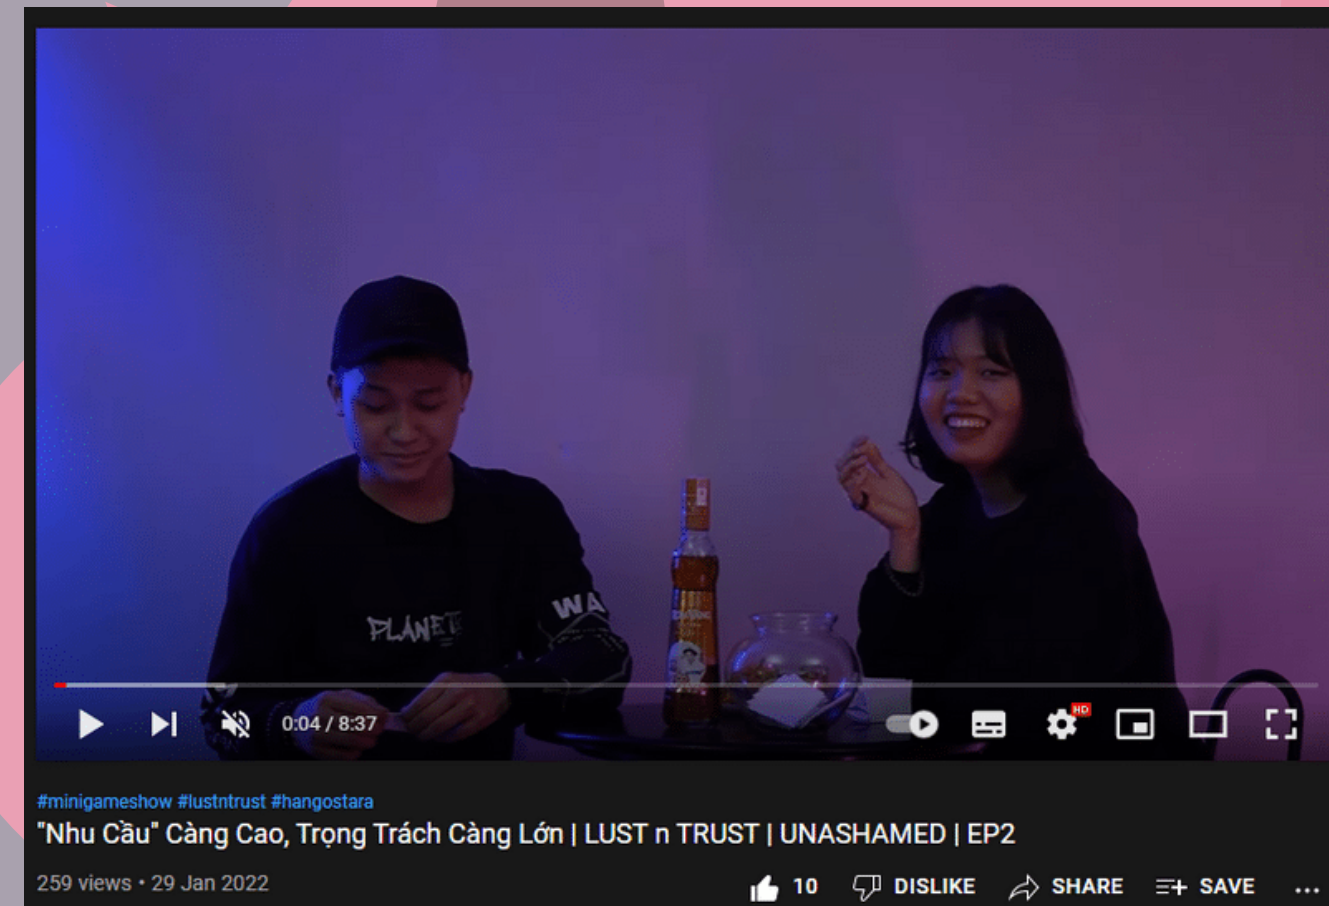 PLANET
WA
0:04 / 8:37
HD
#minigameshow #lustntrust #hangostara
"Nhu Cầu" Càng Cao, Trọng Trách Càng Lớn | LUST n TRUST | UNASHAMED | EP2
259 views • 29 Jan 2022
10 DISLIKE SHARE SAVE ...